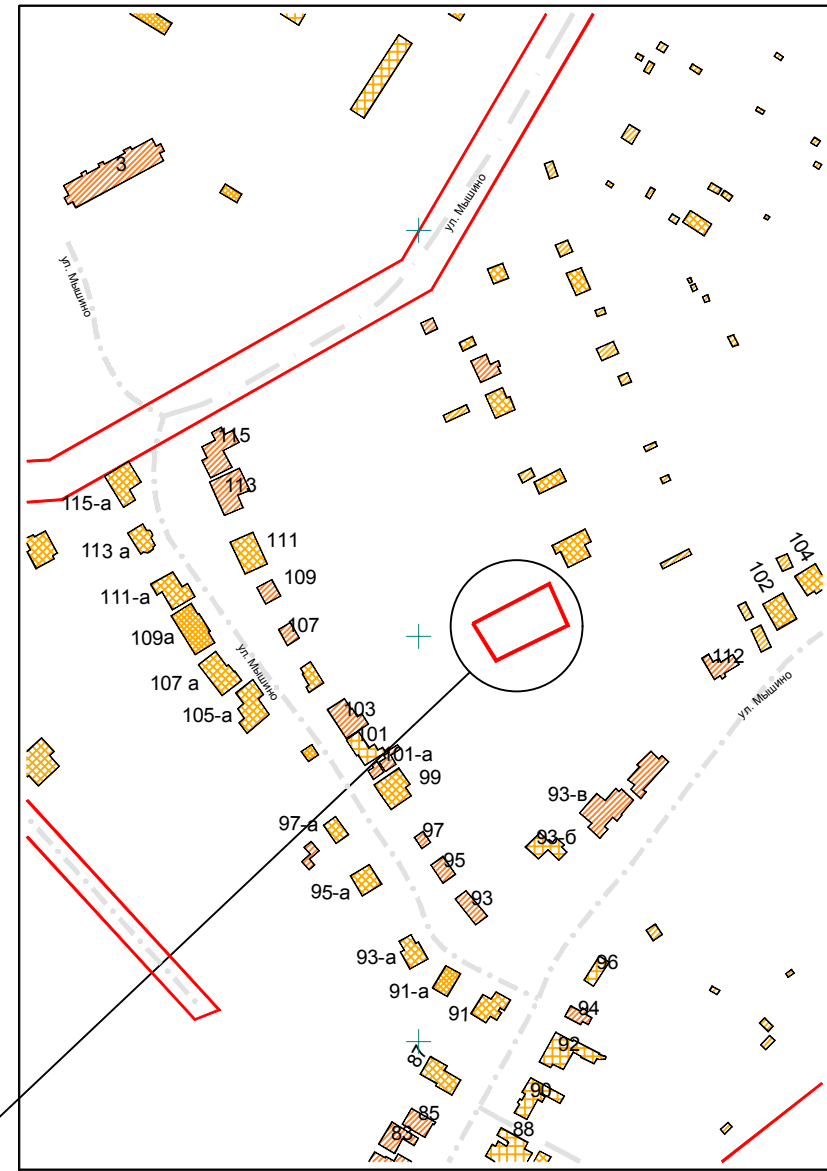 3
ул. Мышино
ул. Мышино
115
115-а
113
113 а
111
109
111-а
107
109а
ул. Мышино
107 а
105-а
103
101
101-а
99
97-а
97
95
95-а
93
93-а
91-а
91
87
85
83
104
102
112
ул. Мышино
93-в
93-б
96
94
92
90
88